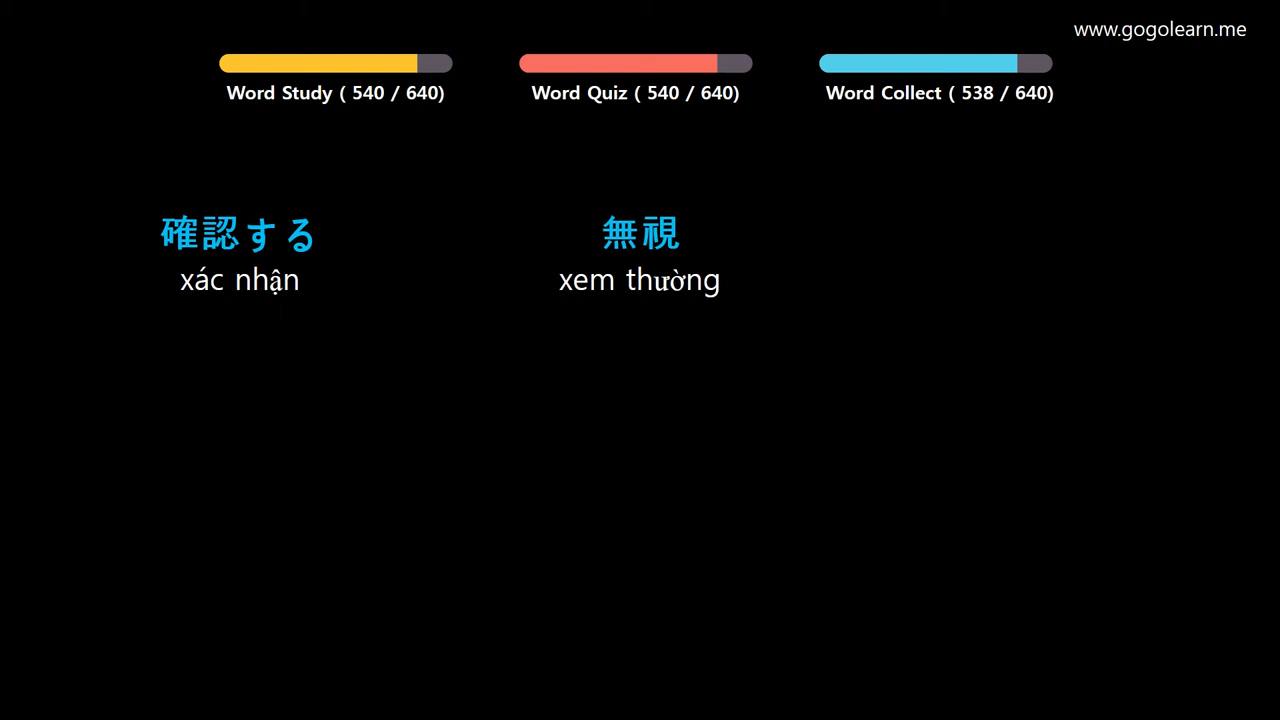 www.gogolearn.me
Word Study ( 540 / 640)
Word Quiz ( 540 / 640)
Word Collect ( 538 / 640)
確認する
xác nhận
無視
xem thường